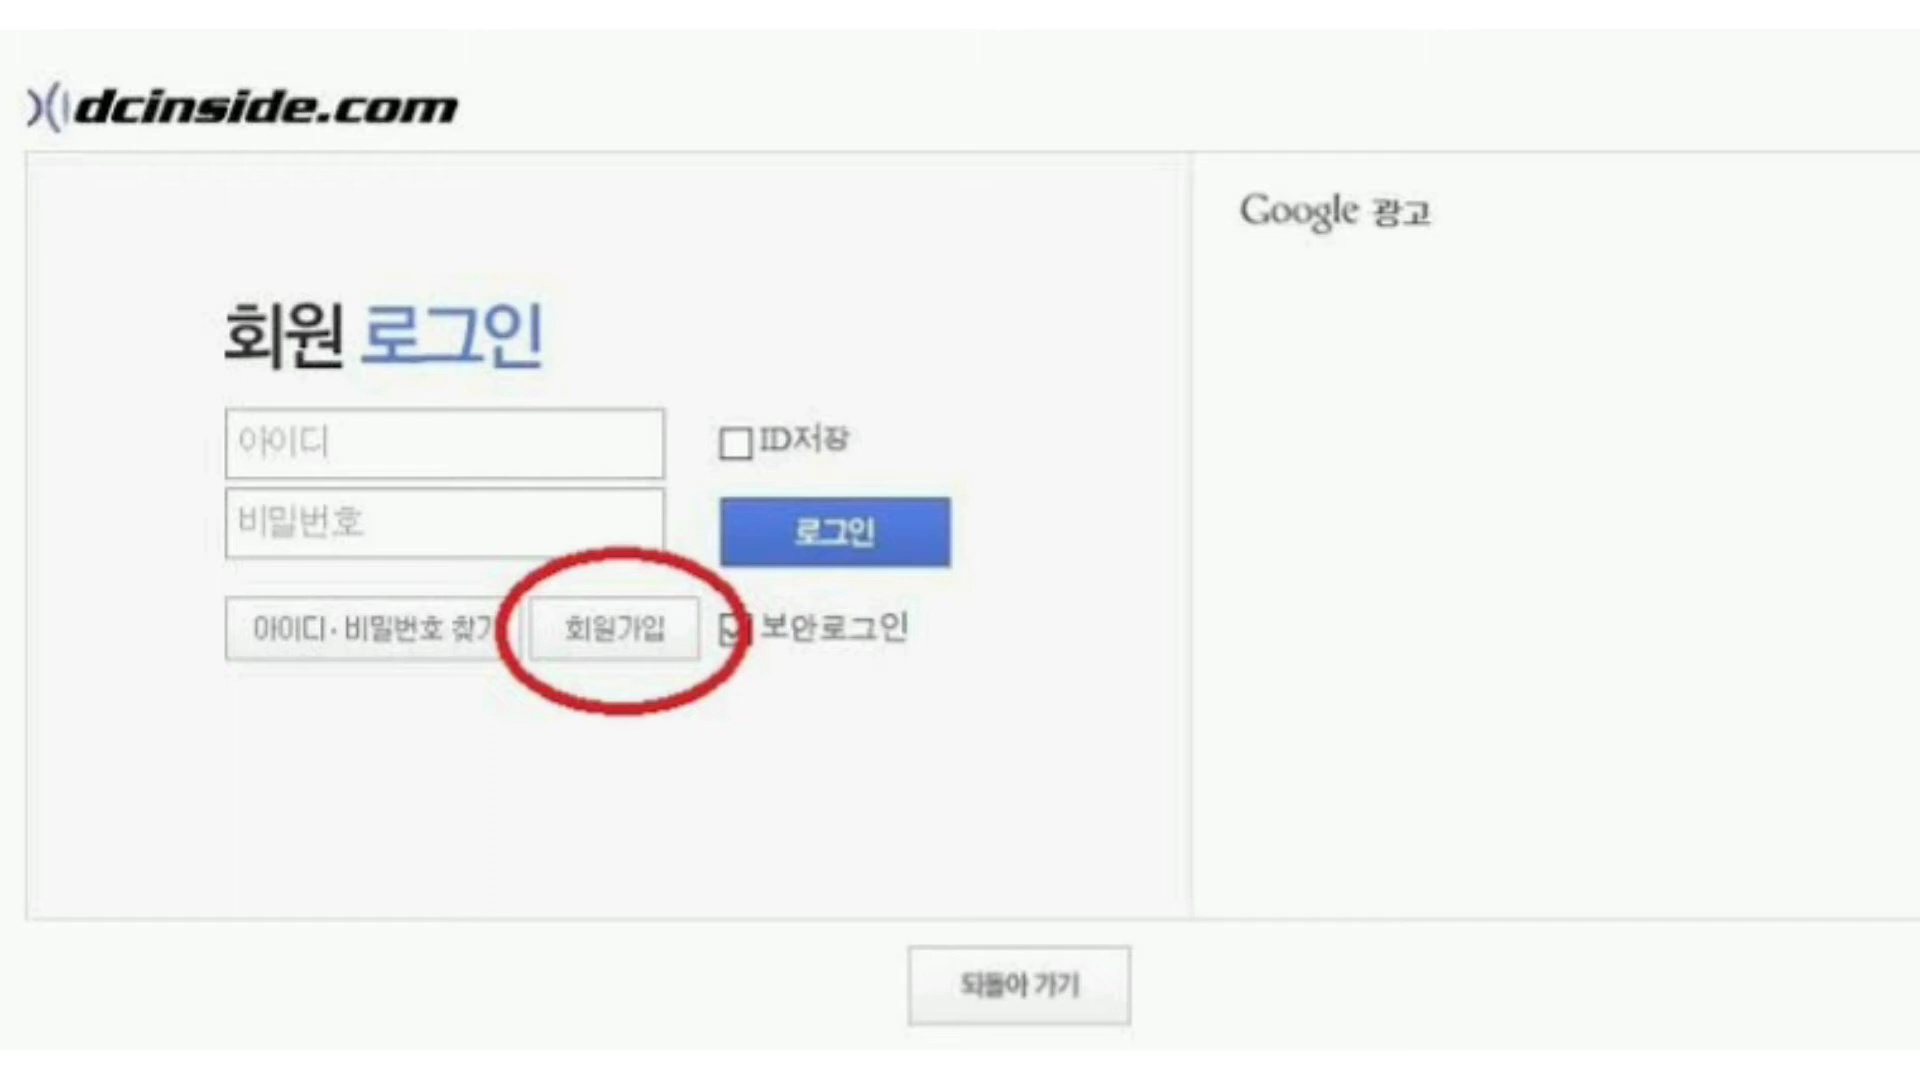 dcinside.com
Google 광고
회원 로그인
아이디
ID저장
비밀번호
로그인
아이디·비밀번호 찾기
회원가입
보안로그인
되돌아 가기